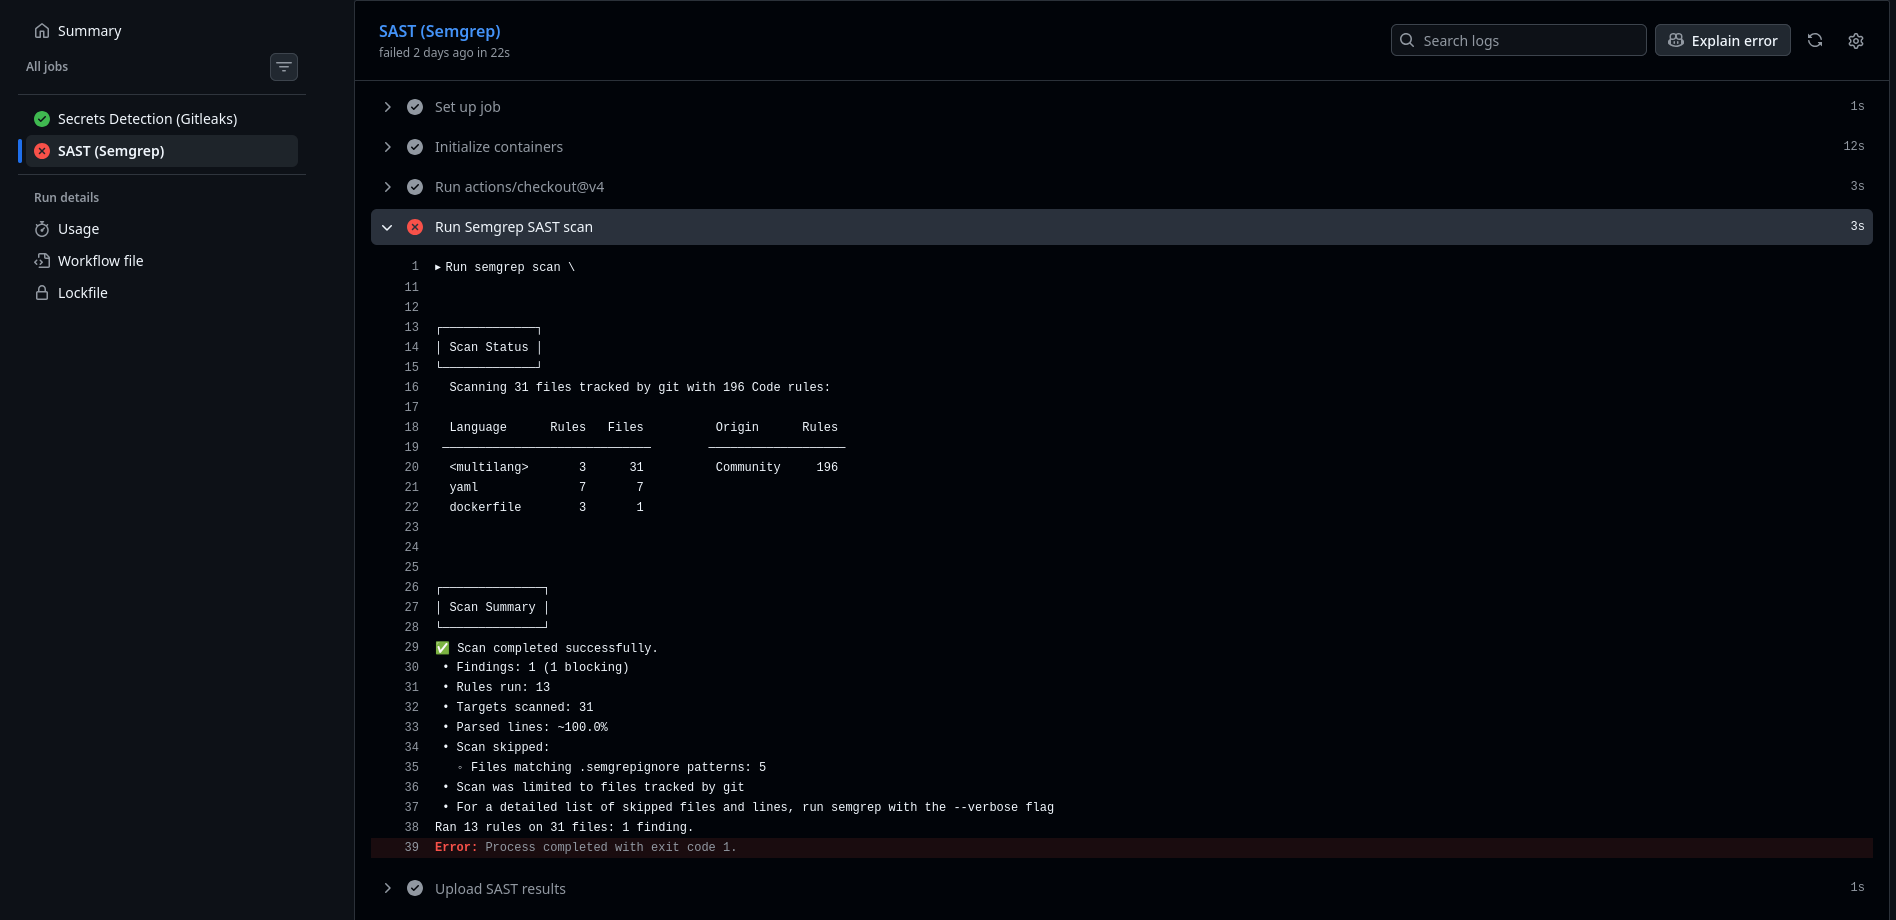 Summary
All jobs
Secrets Detection (Gitleaks)
SAST (Semgrep)
Run details
Usage
Workflow file
Lockfile
SAST (Semgrep)
failed 2 days ago in 22s
Search logs
Explain error
Set up job 1s
Initialize containers 12s
Run actions/checkout@v4 3s
Run Semgrep SAST scan 3s
1 Run semgrep scan \
11
12
13
14 Scan Status
15
16 Scanning 31 files tracked by git with 196 Code rules:
17
18 Language Rules Files Origin Rules
19
20 <multilang> 3 31 Community 196
21 yaml 7 7
22 dockerfile 3 1
23
24
25
26
27 Scan Summary
28
29 ✅ Scan completed successfully.
30 • Findings: 1 (1 blocking)
31 • Rules run: 13
32 • Targets scanned: 31
33 • Parsed lines: ~100.0%
34 • Scan skipped:
35 ◦ Files matching .semgrepignore patterns: 5
36 • Scan was limited to files tracked by git
37 • For a detailed list of skipped files and lines, run semgrep with the --verbose flag
38 Ran 13 rules on 31 files: 1 finding.
39 Error: Process completed with exit code 1.
Upload SAST results 1s